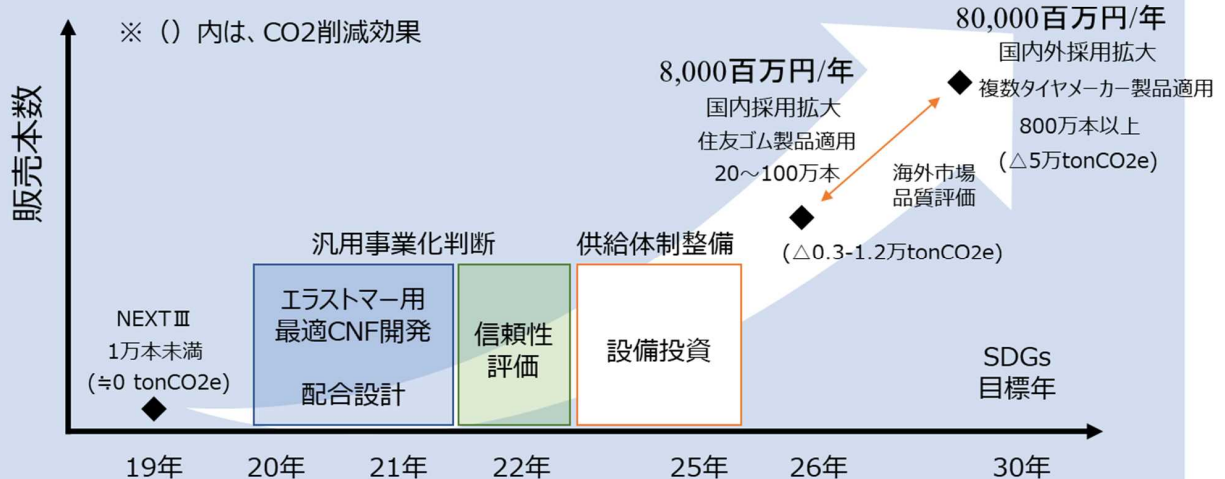 ※（）内は、CO2削減効果
80,000百万円/年
国内外採用拡大
複数タイヤメーカー製品適用
800万本以上
(△5万tonCO2e)
8,000百万円/年
国内採用拡大
住友ゴム製品適用
20～100万本
海外市場
品質評価
(△0.3-1.2万tonCO2e)
販売本数
汎用事業化判断
供給体制整備
エラストマー用
最適CNF開発
配合設計
信頼性
評価
設備投資
NEXTⅢ
1万本未満
(≒0 tonCO2e)
SDGs
目標年
19年
20年
21年
22年
25年
26年
30年